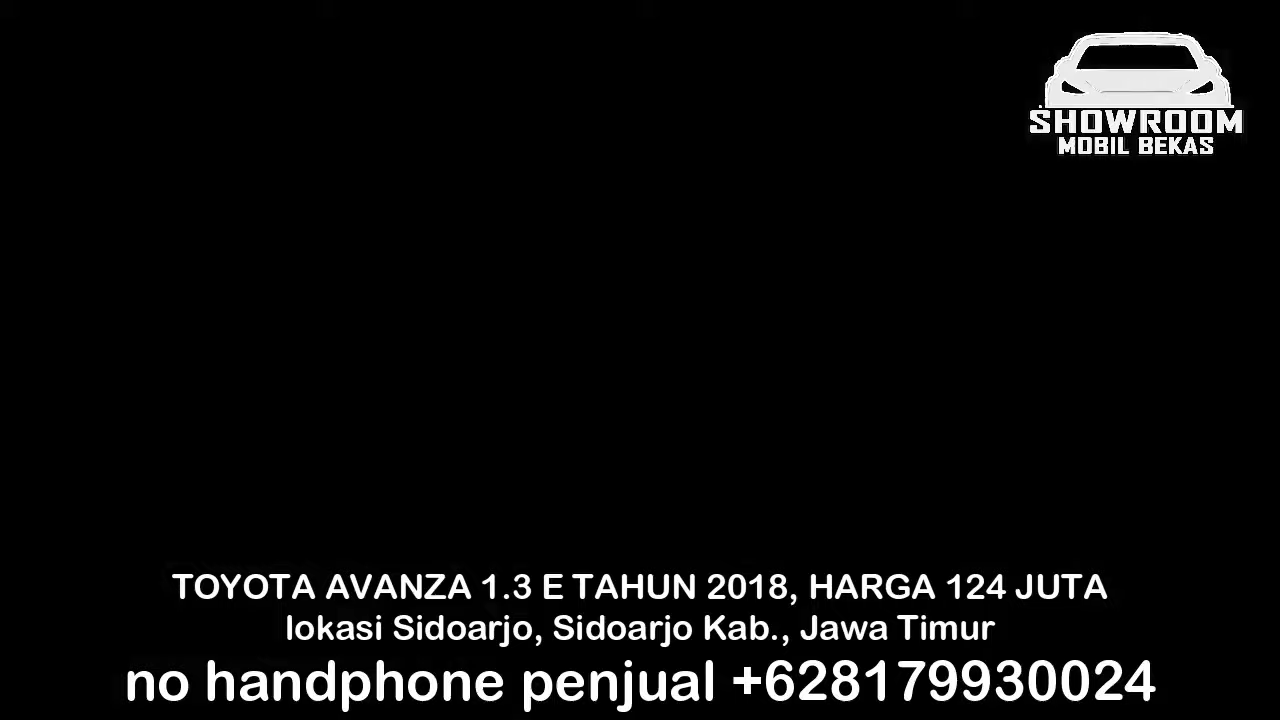 SHOWROOM
MOBIL BEKAS
TOYOTA AVANZA 1.3 E TAHUN 2018, HARGA 124 JUTA
lokasi Sidoarjo, Sidoarjo Kab., Jawa Timur
no handphone penjual +628179930024